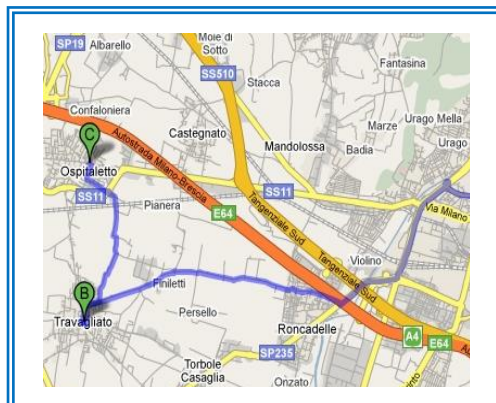 Moie di
Sotto
SP19
Albarello
SS510
Stacca
Fantasina
Confaloniera
Castegnato
Marze
Urago Mella
Mandolossa
Badia
Urago
C
Autostrada Milano-Brescia
Ospitaletto
SS11
SS11
Pianera
Tangenziale Sud
Via Milano
E64
Violino
B
Finiletti
Tangenziale Sud
Travagliato
Persello
Roncadelle
A4
E64
Torbole
Casaglia
SP235
Onzato